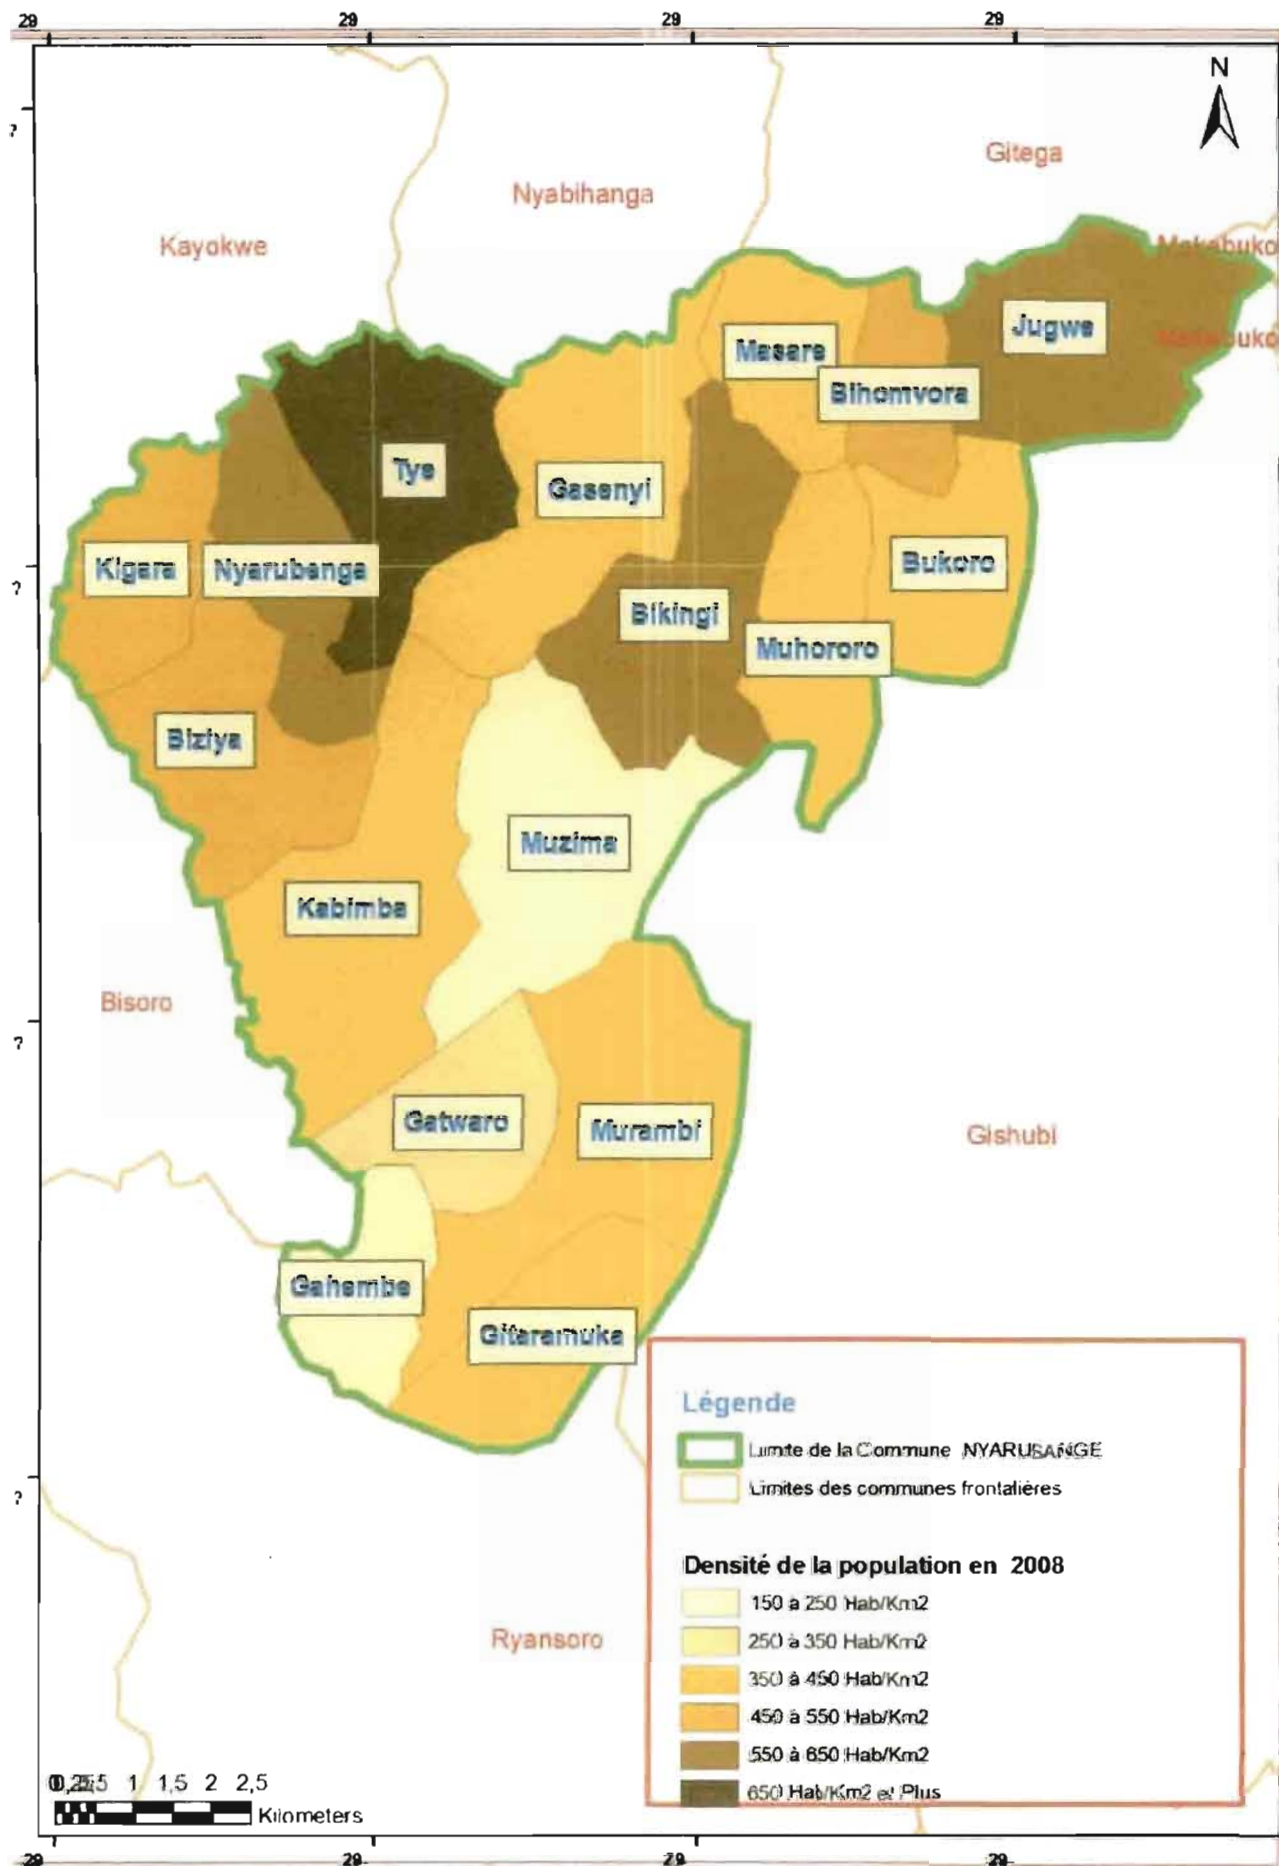 29 29 29 29
N
?
Gitega
Nyabihanga
Kayokwe
Makabuko
Jugwe
Makabuko
Masare
Bihomvora
Tye
Gasenyi
Bukoro
Kigara
Nyarubanga
?
Bikingi
Muhororo
Biziya
Muzima
Kabimba
Bisoro
?
Gatwaro
Murambi
Gishubi
Gahembe
Gitaramuka
Légende
Limite de la Commune NYARUSANGE
Limites des communes frontalières
?
Densité de la population en 2008
150 à 250 Hab/Km2
250 à 350 Hab/Km2
350 à 450 Hab/Km2
450 à 550 Hab/Km2
550 à 650 Hab/Km2
650 Hab/Km2 et Plus
Ryansoro
1 1,5 2 2,5
Kilometers
29 29 29 29